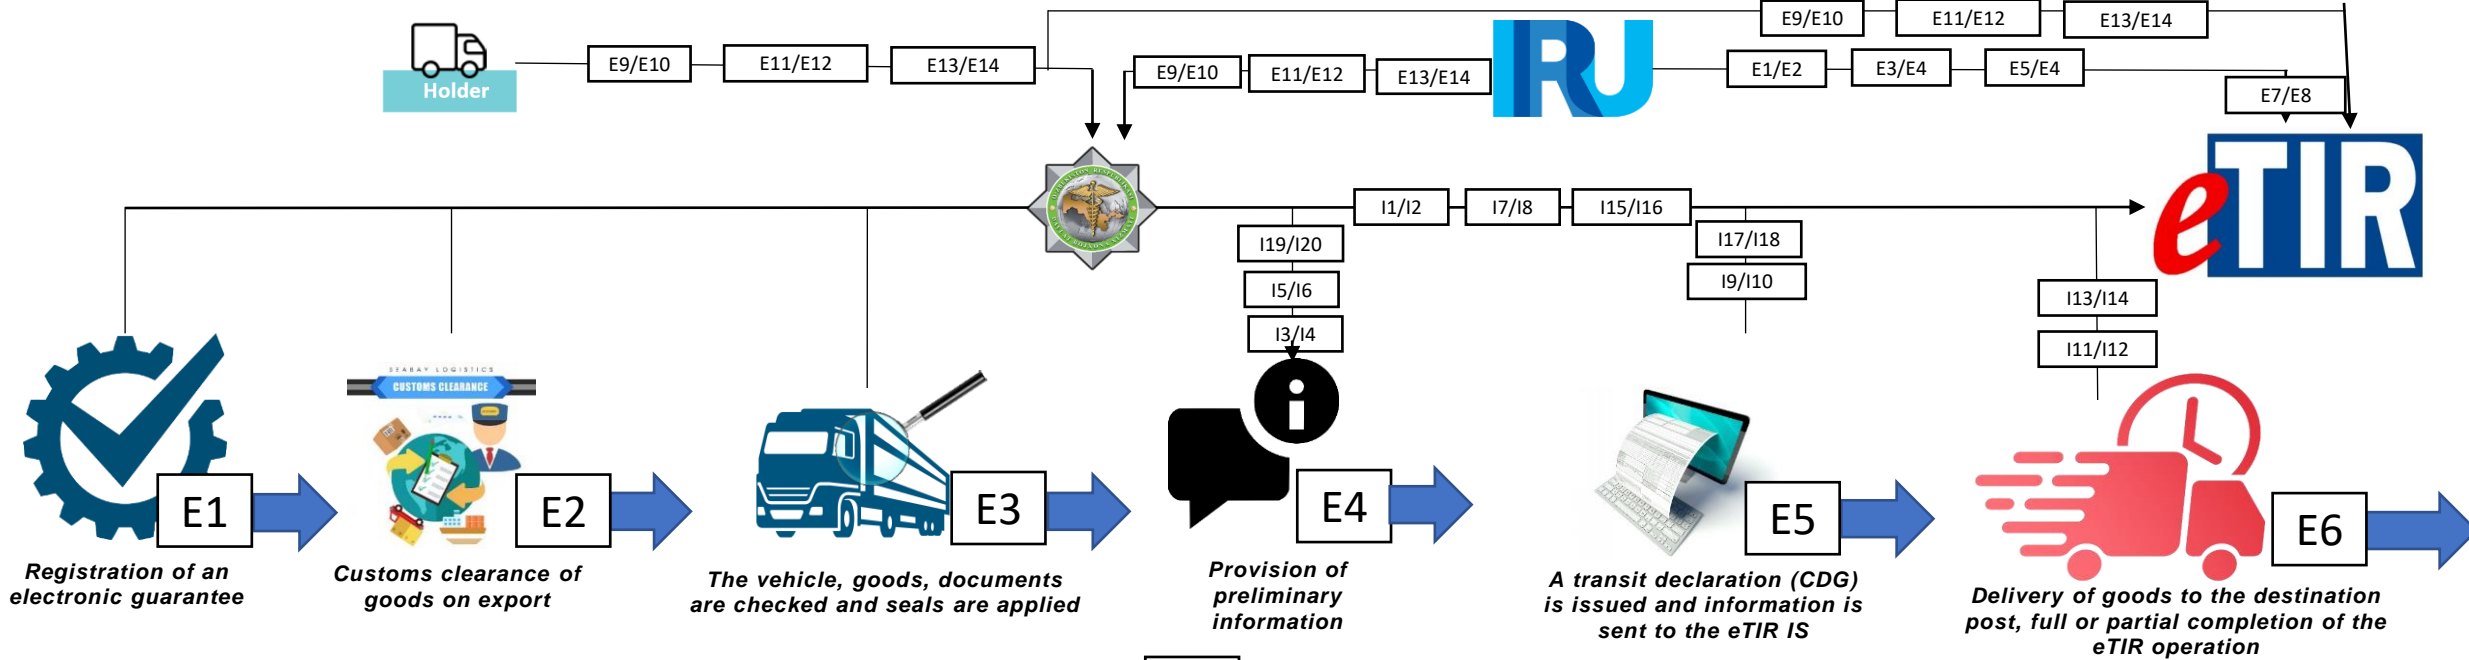 E9/E10
E11/E12
E13/E14
Holder
E9/E10
E11/E12
E13/E14
E9/E10
E11/E12
E13/E14
IRU
E1/E2
E3/E4
E5/E4
E7/E8
eTIR
I1/I2
I7/I8
I15/I16
I19/I20
I5/I6
I3/I4
I17/I18
I9/I10
I13/I14
I11/I12
SEABAY LOGISTICS
CUSTOMS CLEARANCE
E1
E2
E3
E4
E5
E6
Registration of an
electronic guarantee
Customs clearance of
goods on export
The vehicle, goods, documents
are checked and seals are applied
Provision of
preliminary
information
A transit declaration (CDG)
is issued and information is
sent to the eTIR IS
Delivery of goods to the destination
post, full or partial completion of the
eTIR operation